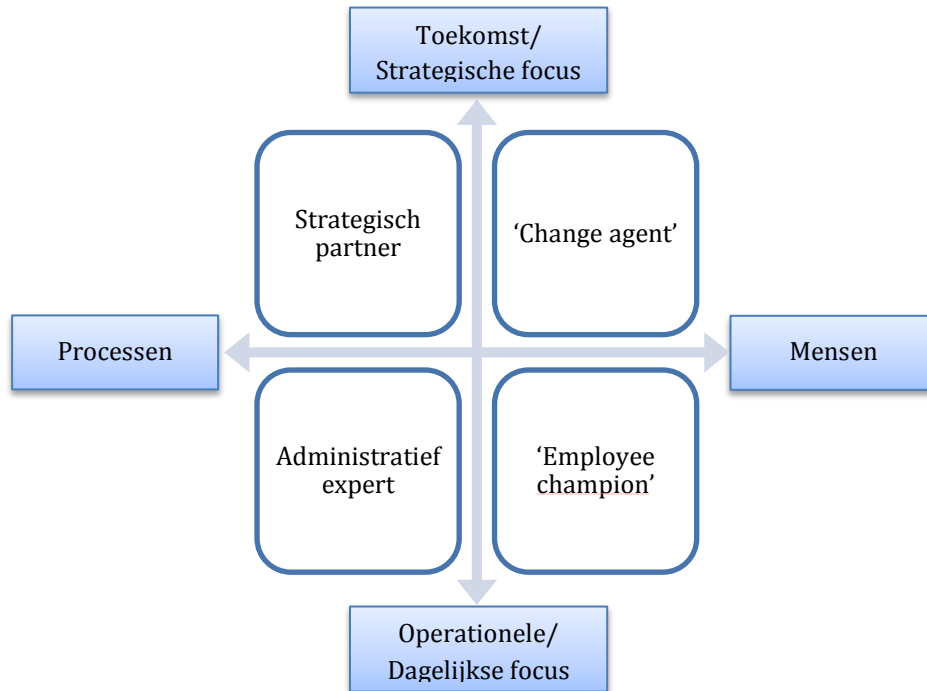 Toekomst/
Strategische focus
Strategisch
partner
‘Change agent’
Processen
Mensen
Administratief
expert
‘Employee
champion’
Operationele/
Dagelijkse focus